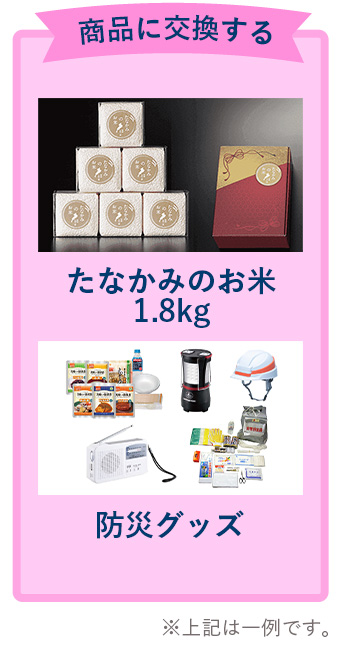 商品に交換する
たなかみのお米
1.8kg
防災グッズ
※上記は一例です。